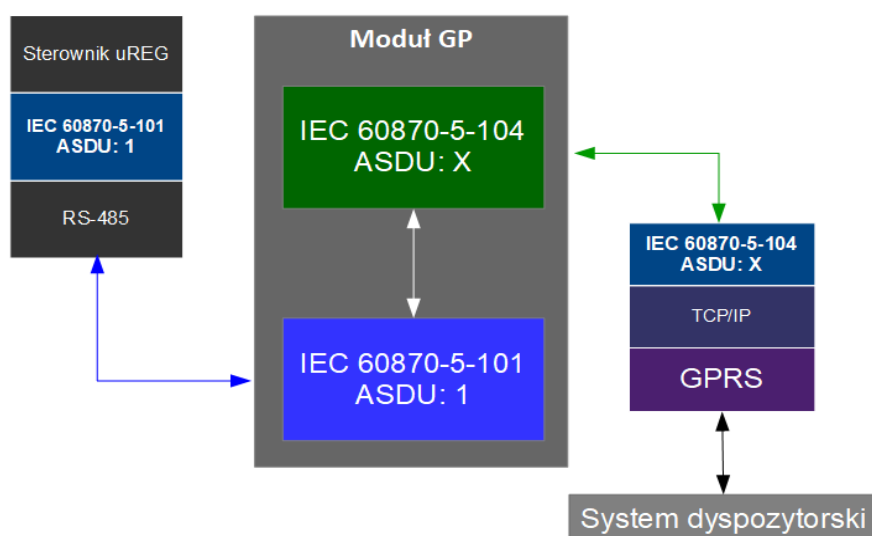 Sterownik uREG
IEC 60870-5-101
ASDU: 1
RS-485
Moduł GP
IEC 60870-5-104
ASDU: X
IEC 60870-5-101
ASDU: 1
IEC 60870-5-104
ASDU: X
TCP/IP
GPRS
System dyspozytorski